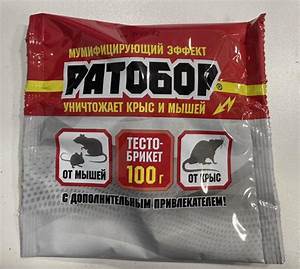 МУМИФИЦИРУЮЩИЙ ЭФФЕКТ
РАТОБОР®
УНИЧТОЖАЕТ КРЫС И МЫШЕЙ
ТЕСТО-
БРИКЕТ
100 г
ОТ МЫШЕЙ
ОТ КРЫС
С ДОПОЛНИТЕЛЬНЫМ ПРИВЛЕКАТЕЛЕМ!